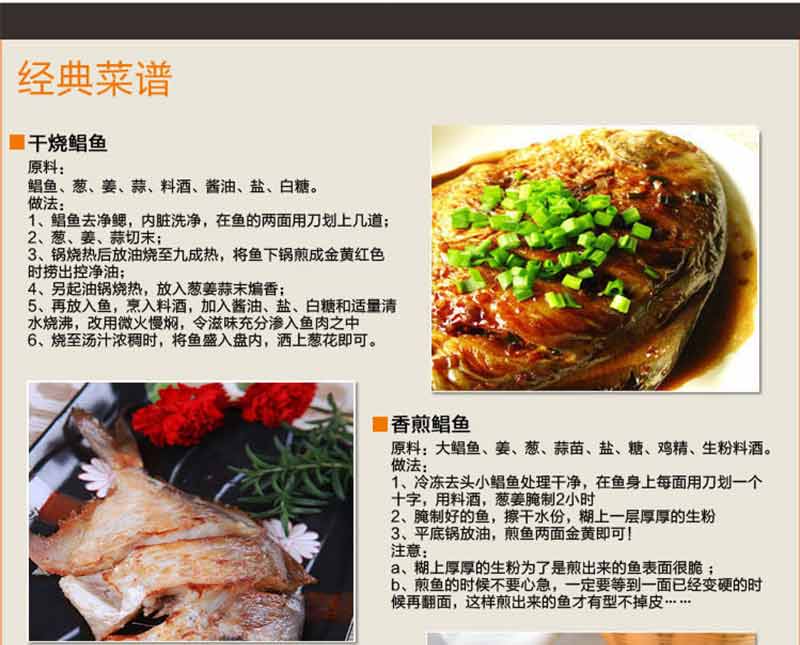 经典菜谱
干烧鲳鱼
原料：
鲳鱼、葱、姜、蒜、料酒、酱油、盐、白糖。
做法：
1、鲳鱼去净鳃，内脏洗净，在鱼的两面用刀划上几道；
2、葱、姜、蒜切末；
3、锅烧热后放油烧至九成热，将鱼下锅煎成金黄红色
时捞出控净油；
4、另起油锅烧热，放入葱姜蒜末煸香；
5、再放入鱼，烹入料酒，加入酱油、盐、白糖和适量清
水烧沸，改用微火慢焖，令滋味充分渗入鱼肉之中
6、烧至汤汁浓稠时，将鱼盛入盘内，洒上葱花即可。
香煎鲳鱼
原料：大鲳鱼、姜、葱、蒜苗、盐、糖、鸡精、生粉料酒。
做法：
1、冷冻去头小鲳鱼处理干净，在鱼身上每面用刀划一个
十字，用料酒，葱姜腌制2小时
2、腌制好的鱼，擦干水份，糊上一层厚厚的生粉
3、平底锅放油，煎鱼两面金黄即可！
注意：
a、糊上厚厚的生粉为了是煎出来的鱼表面很脆；
b、煎鱼的时候不要心急，一定要等到一面已经变硬的时
候再翻面，这样煎出来的鱼才有型不掉皮……